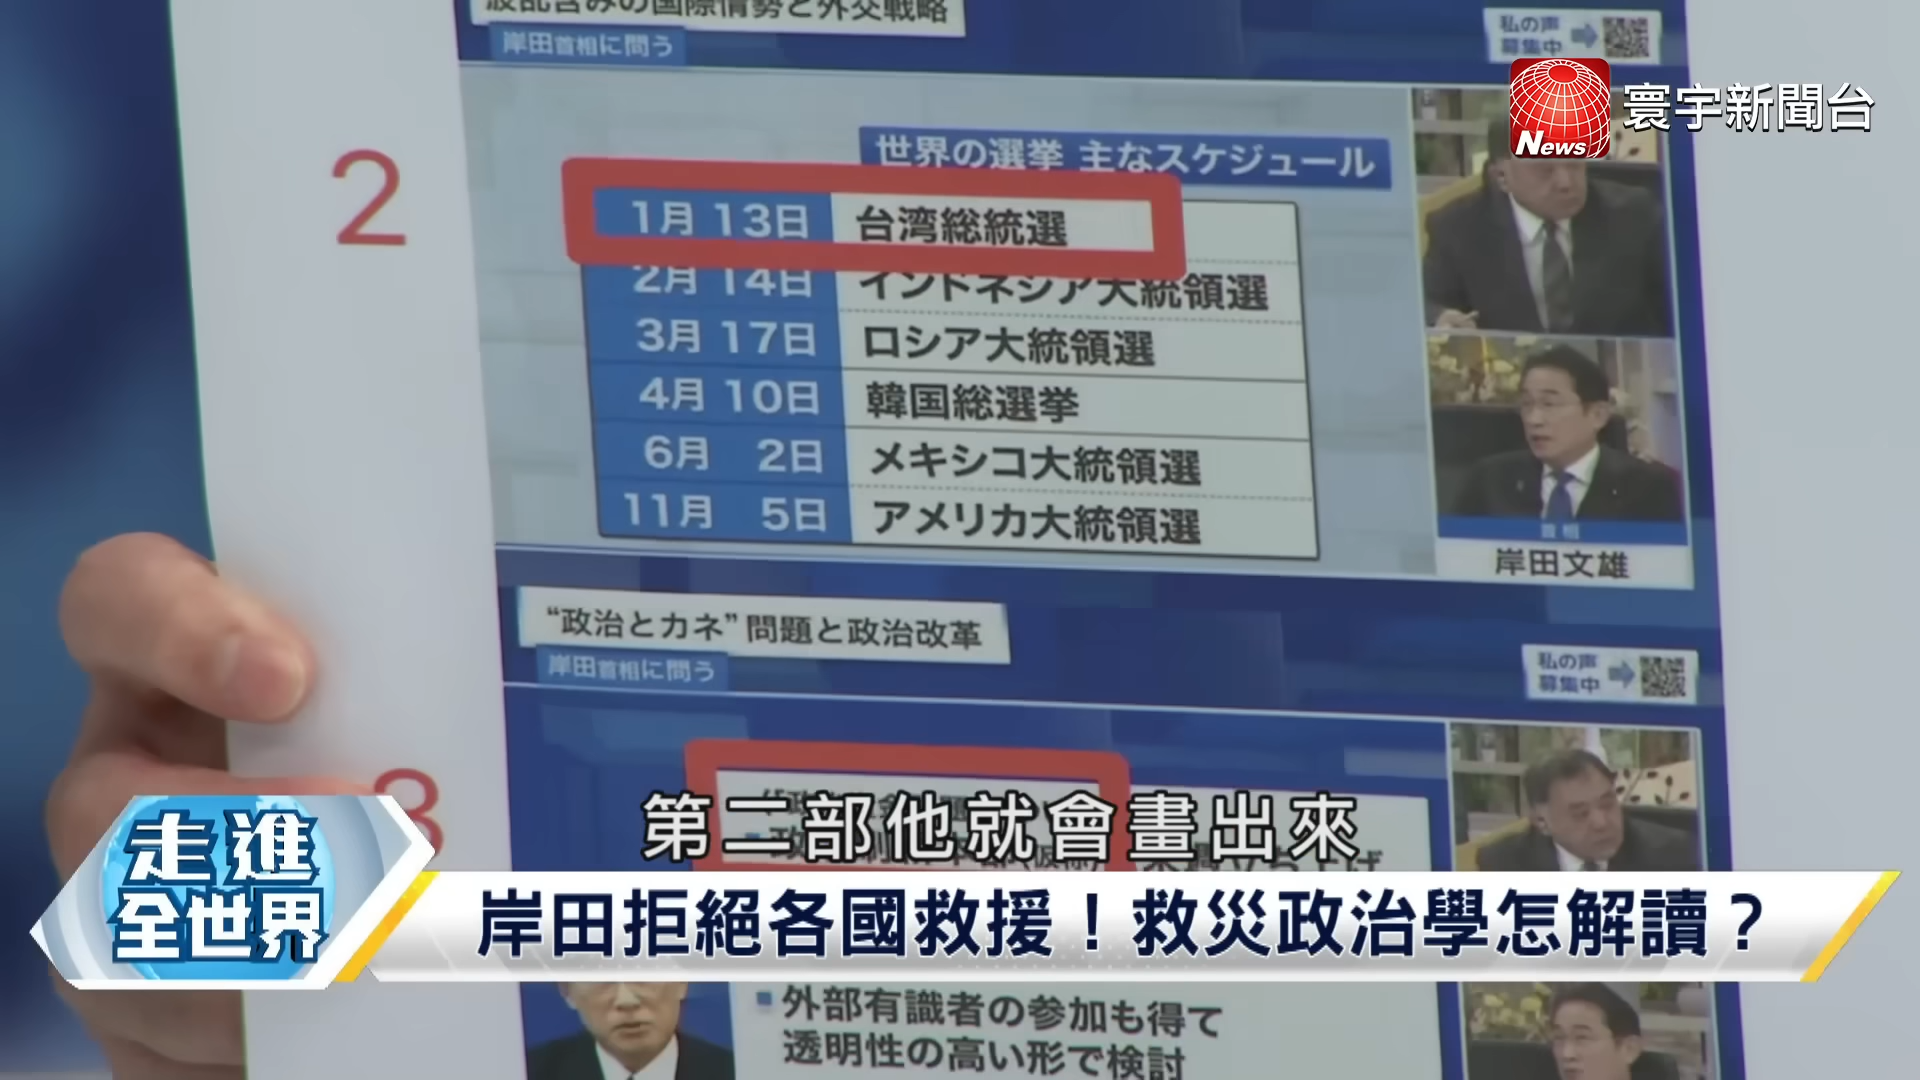 波乱含みの国際情勢と外交戦略
岸田首相に問う
私の声
募集中
News
寰宇新聞台
2
世界の選挙 主なスケジュール
1月 13日 台湾総統選
2月 14日 インドネシア大統領選
3月 17日 ロシア大統領選
4月 10日 韓国総選挙
6月 2日 メキシコ大統領選
11月 5日 アメリカ大統領選
首相
岸田文雄
“政治とカネ”問題と政治改革
岸田首相に問う
私の声
募集中
3
第二部他就會畫出來
走進
全世界
岸田拒絕各國救援！救災政治學怎解讀？
外部有識者の参加も得て
透明性の高い形で検討